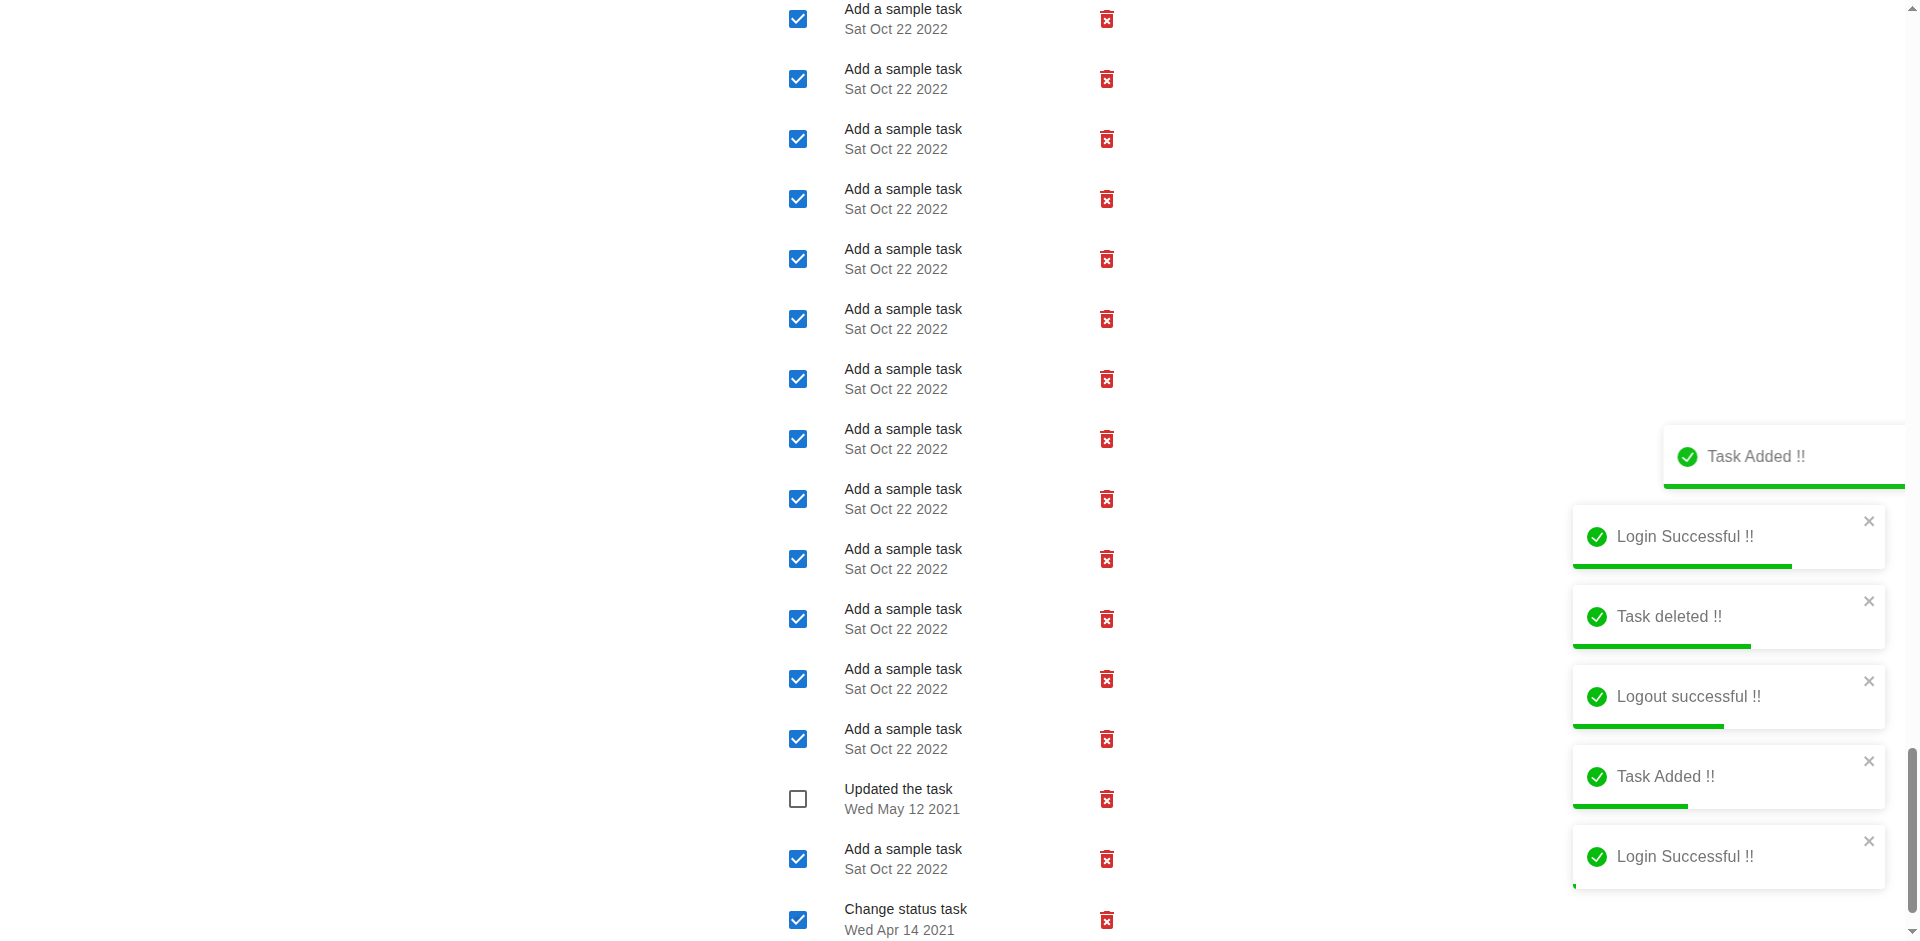 Add a sample task
Sat Oct 22 2022
Add a sample task
Sat Oct 22 2022
Add a sample task
Sat Oct 22 2022
Add a sample task
Sat Oct 22 2022
Add a sample task
Sat Oct 22 2022
Add a sample task
Sat Oct 22 2022
Add a sample task
Sat Oct 22 2022
Add a sample task
Sat Oct 22 2022
Add a sample task
Sat Oct 22 2022
Add a sample task
Sat Oct 22 2022
Add a sample task
Sat Oct 22 2022
Add a sample task
Sat Oct 22 2022
Add a sample task
Sat Oct 22 2022
Updated the task
Wed May 12 2021
Add a sample task
Sat Oct 22 2022
Change status task
Wed Apr 14 2021
Task Added !!
Login Successful !!
Task deleted !!
Logout successful !!
Task Added !!
Login Successful !!